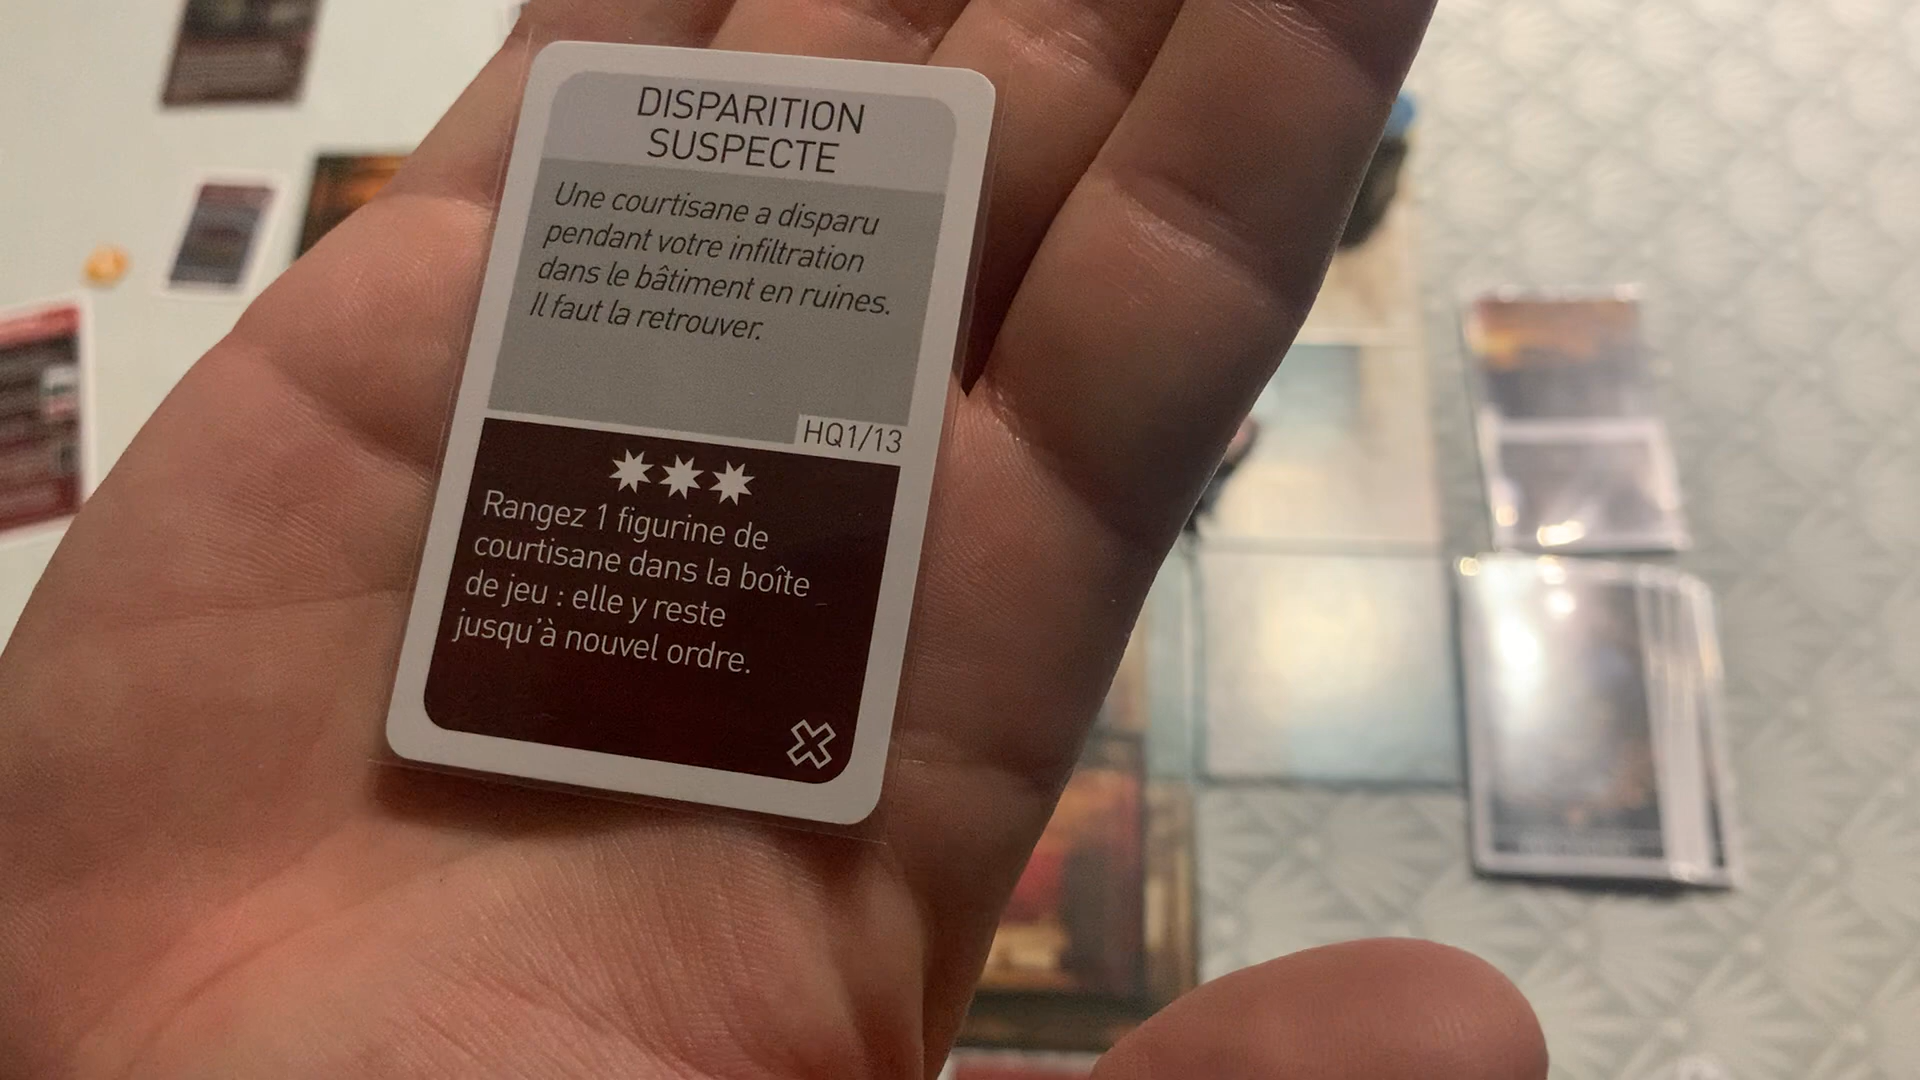 DISPARITION
SUSPECTE
Une courtisane a disparu
pendant votre infiltration
dans le bâtiment en ruines.
Il faut la retrouver.
HQ1/13
Rangez 1 figurine de
courtisane dans la boîte
de jeu : elle y reste
jusqu'à nouvel ordre.